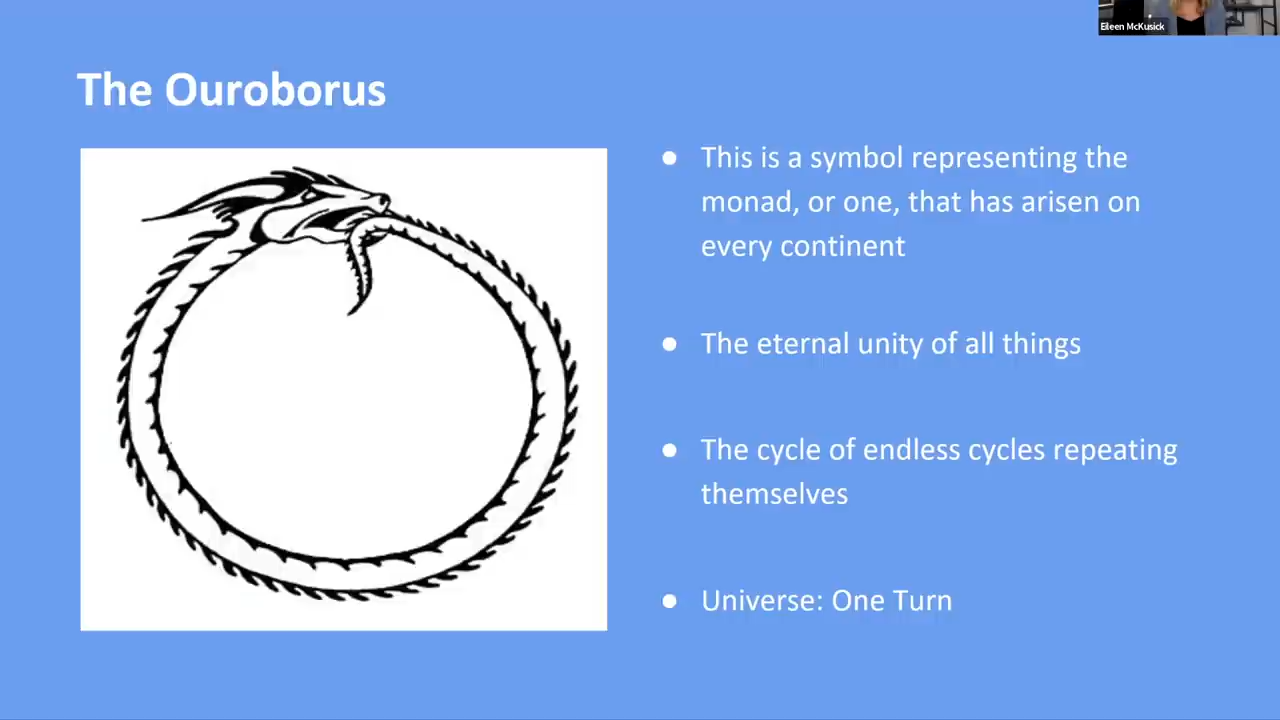 Eileen McKusick
The Ouroborus
● This is a symbol representing the
monad, or one, that has arisen on
every continent
● The eternal unity of all things
● The cycle of endless cycles repeating
themselves
● Universe: One Turn